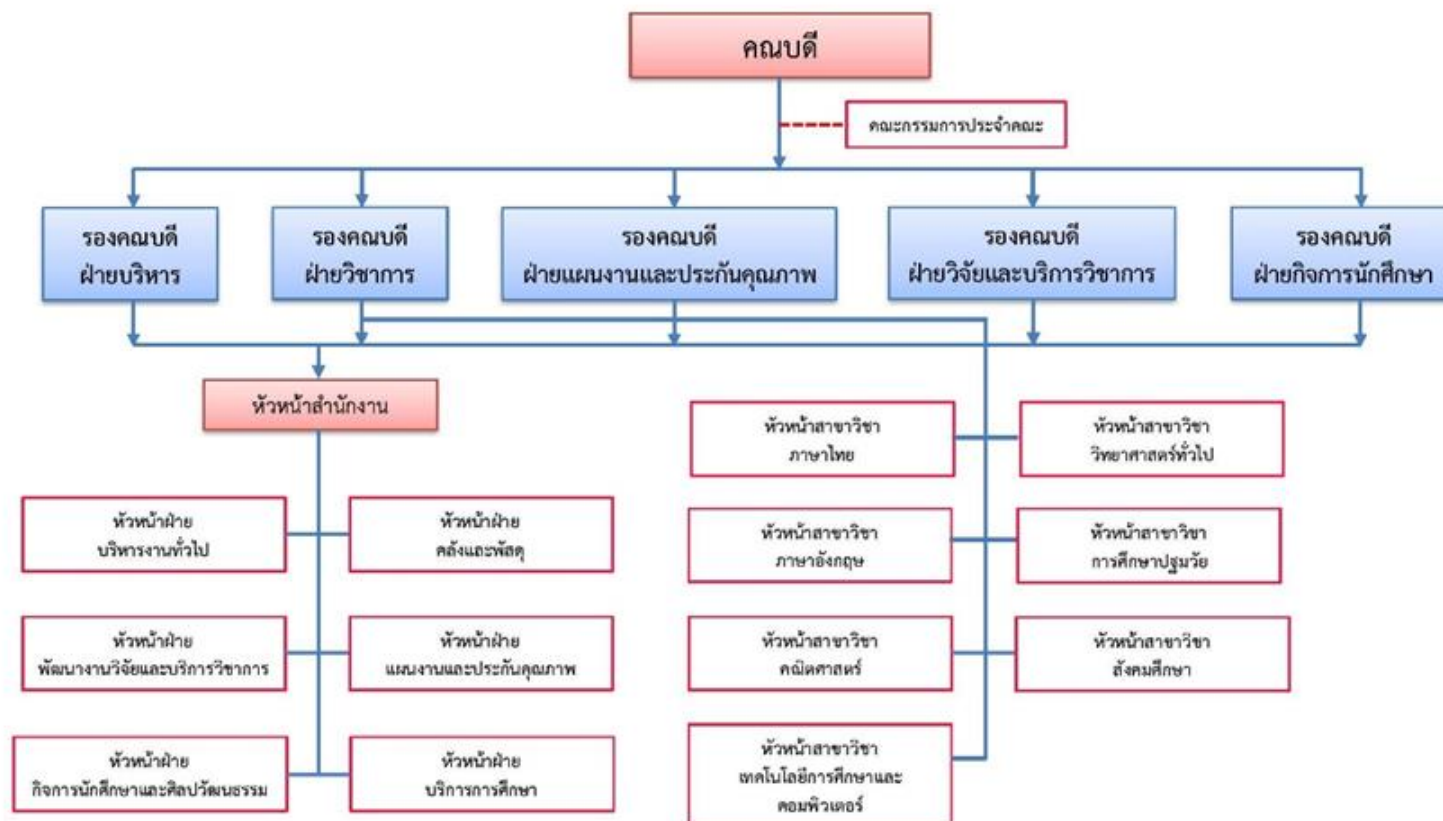 คณบดี
คณะกรรมการประจำคณะ
รองคณบดี
ฝ่ายบริหาร
รองคณบดี
ฝ่ายวิชาการ
รองคณบดี
ฝ่ายแผนงานและประกันคุณภาพ
รองคณบดี
ฝ่ายวิจัยและบริการวิชาการ
รองคณบดี
ฝ่ายกิจการนักศึกษา
หัวหน้าสำนักงาน
หัวหน้าฝ่าย
บริหารงานทั่วไป
หัวหน้าฝ่าย
คลังและพัสดุ
หัวหน้าฝ่าย
พัฒนางานวิจัยและบริการวิชาการ
หัวหน้าฝ่าย
แผนงานและประกันคุณภาพ
หัวหน้าฝ่าย
กิจการนักศึกษาและศิลปวัฒนธรรม
หัวหน้าฝ่าย
บริการการศึกษา
หัวหน้าสาขาวิชา
ภาษาไทย
หัวหน้าสาขาวิชา
วิทยาศาสตร์ทั่วไป
หัวหน้าสาขาวิชา
ภาษาอังกฤษ
หัวหน้าสาขาวิชา
การศึกษาปฐมวัย
หัวหน้าสาขาวิชา
คณิตศาสตร์
หัวหน้าสาขาวิชา
สังคมศึกษา
หัวหน้าสาขาวิชา
เทคโนโลยีการศึกษาและ
คอมพิวเตอร์